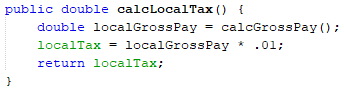 public double calcLocalTax() {
    double localGrossPay = calcGrossPay();
    localTax = localGrossPay * .01;
    return localTax;
}